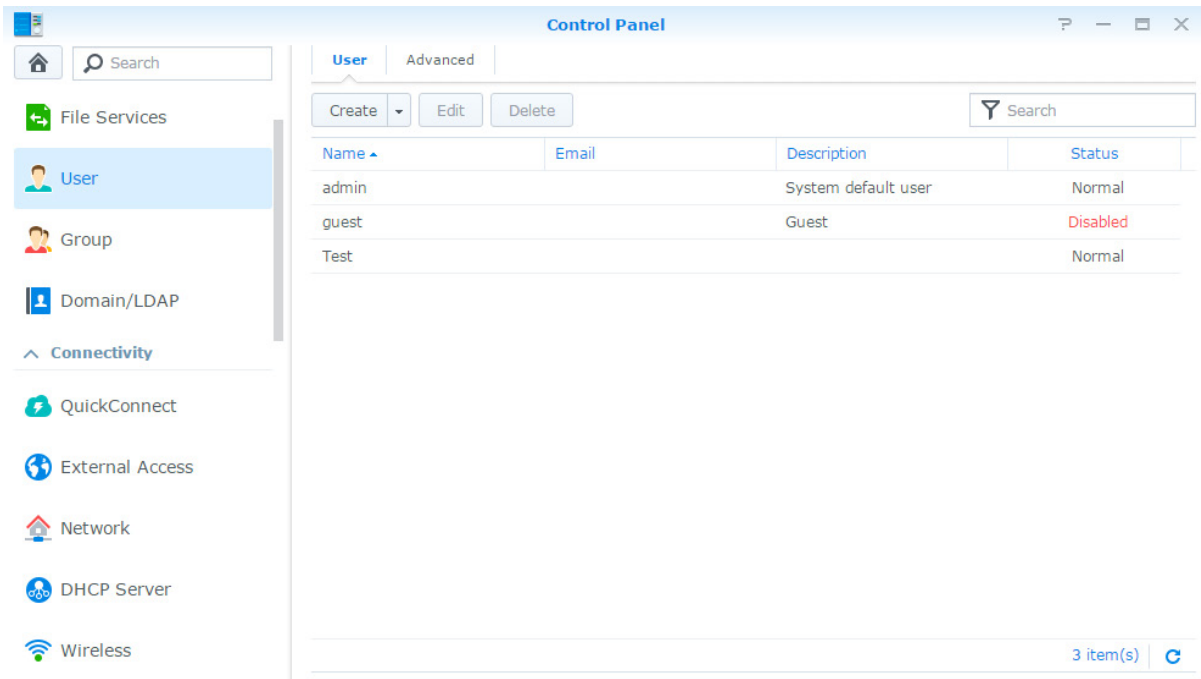 Control Panel
Search
File Services
User
Group
Domain/LDAP
Connectivity
QuickConnect
External Access
Network
DHCP Server
Wireless
User Advanced
Create Edit Delete Search
Name Email Description Status
admin System default user Normal
guest Guest Disabled
Test Normal
3 item(s)